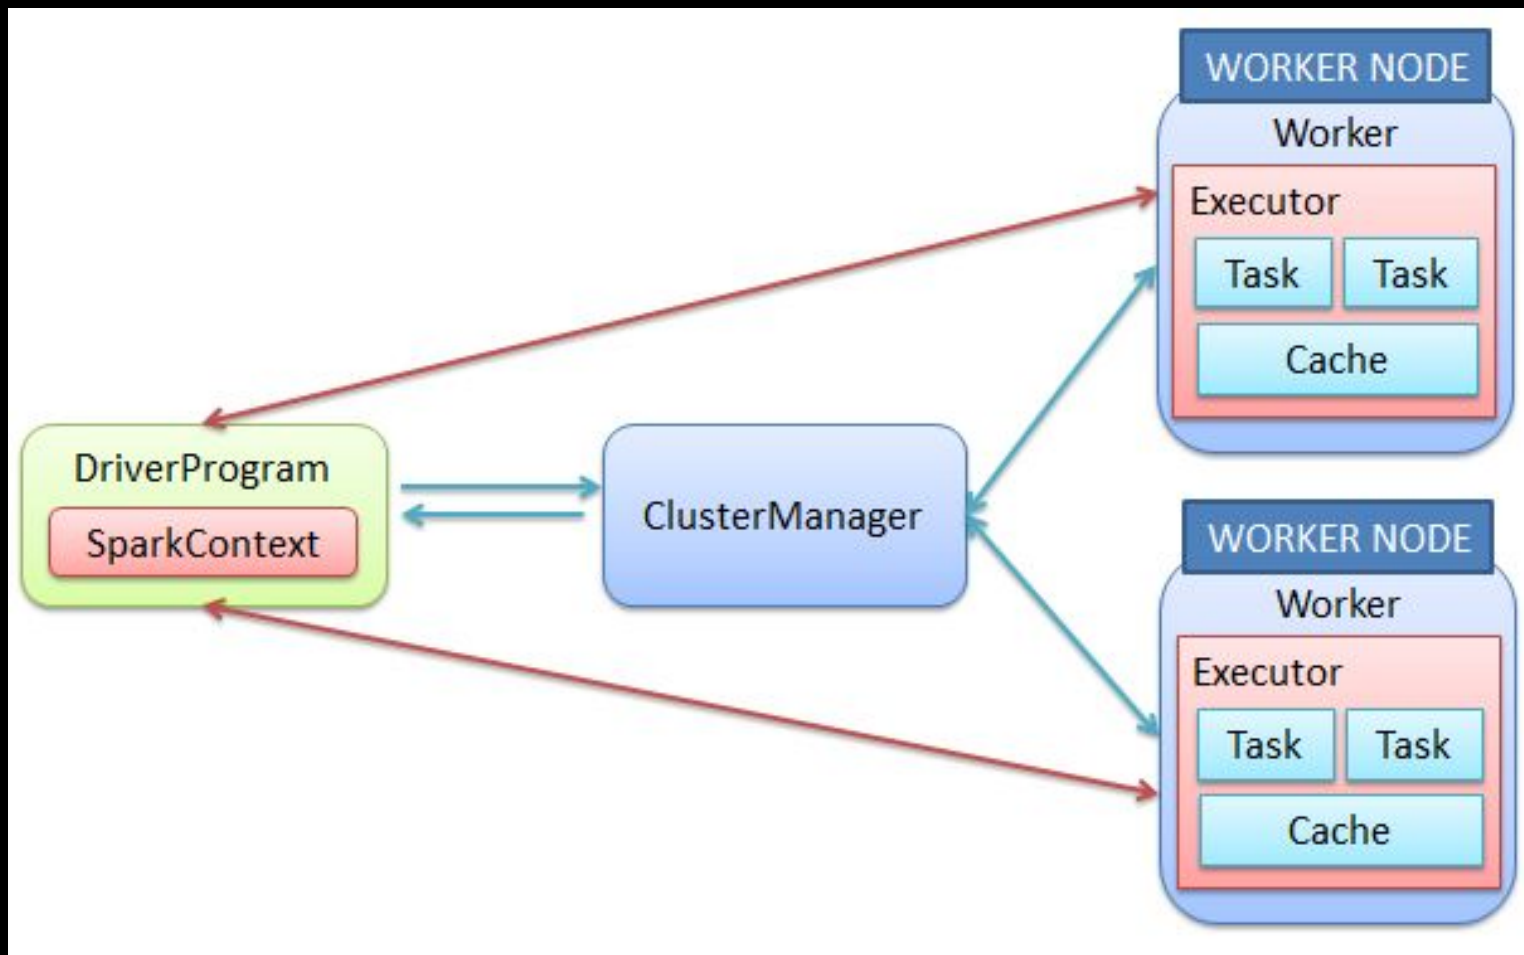 WORKER NODE
Worker
Executor
Task Task
Cache
DriverProgram
SparkContext
ClusterManager
WORKER NODE
Worker
Executor
Task Task
Cache